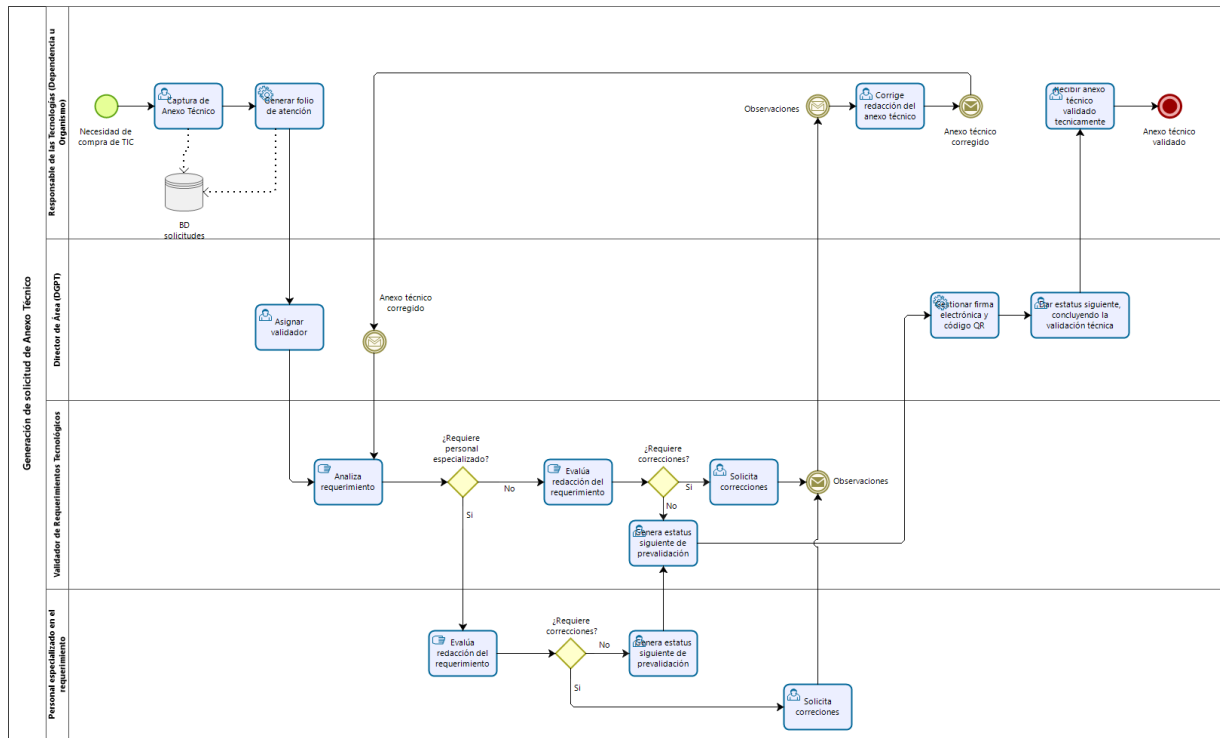 Generación de solicitud de Anexo Técnico
Responsable de las Tecnologías (Dependencia u
Organismo)
Necesidad de
compra de TIC
Captura de
Anexo Técnico
Generar folio
de atención
BD
solicitudes
Observaciones
Corrige
redacción del
anexo técnico
Anexo técnico
corregido
Recibir anexo
técnico
validado
tecnicamente
Anexo técnico
validado
Director de Área (DGPT)
Asignar
validador
Anexo técnico
corregido
Gestionar firma
electrónica y
código QR
Dar estatus siguiente,
concluyendo la
validación técnica
Validador de Requerimientos Tecnológicos
Analiza
requerimiento
¿Requiere
personal
especializado?
No
Si
Evalúa
redacción del
requerimiento
¿Requiere
correcciones?
Si
No
Solicita
correcciones
Observaciones
Genera estatus
siguiente de
prevalidación
Personal especializado en el
requerimiento
Evalúa
redacción del
requerimiento
¿Requiere
correcciones?
No
Si
Genera estatus
siguiente de
prevalidación
Solicita
correciones